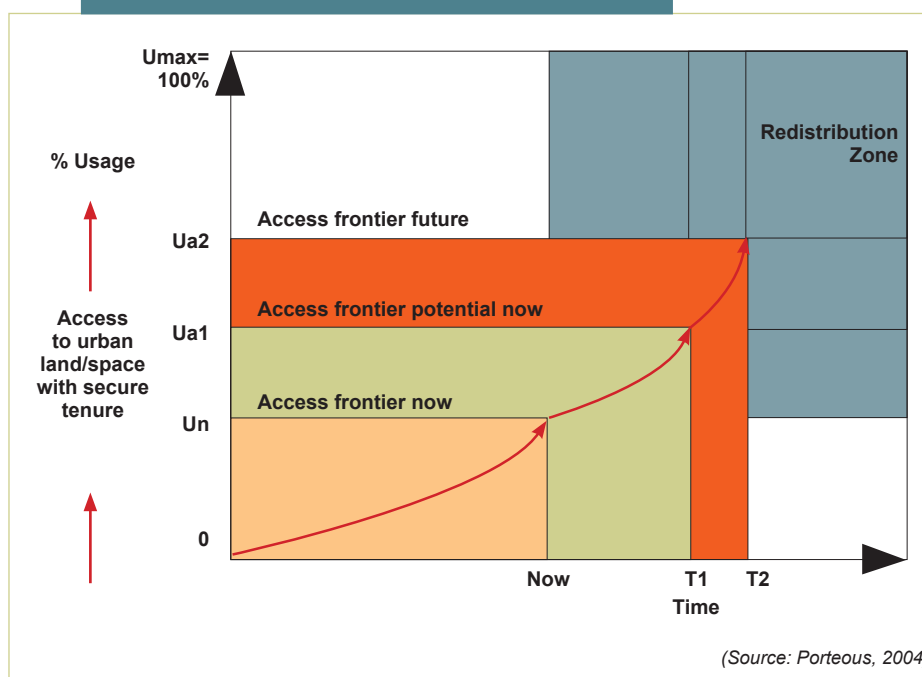 Umax=
100%
% Usage
Redistribution
Zone
Access frontier future
Ua2
Access
to urban
land/space
with secure
tenure
Access frontier potential now
Ua1
Access frontier now
Un
0
Now
T1
T2
Time
(Source: Porteous, 2004